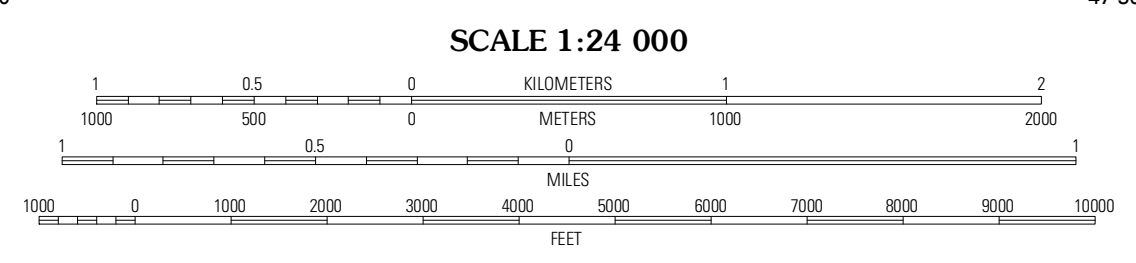 SCALE 1:24 000
1 0.5 0 KILOMETERS 1 2
1000 500 0 METERS 1000 2000
1 0.5 0 1
MILES
1000 0 1000 2000 3000 4000 5000 6000 7000 8000 9000 10000
FEET